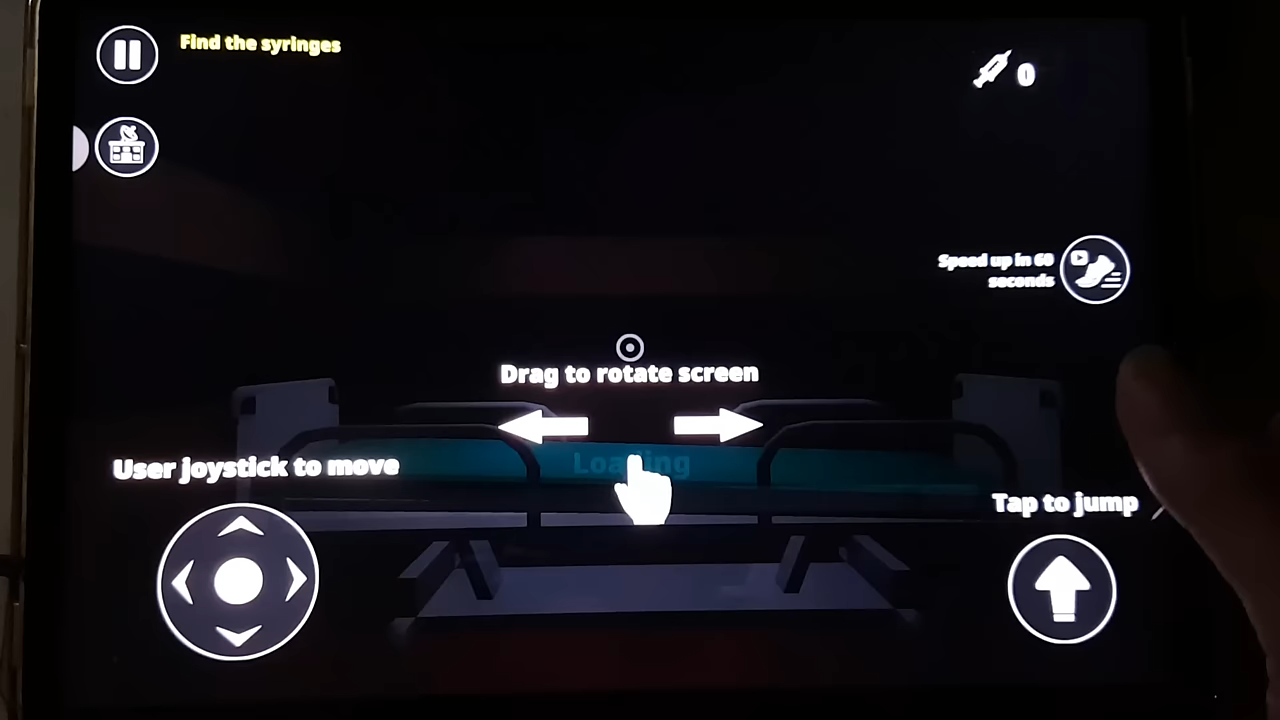 Find the syringes
0
Speed up in 60
seconds
Drag to rotate screen
Loading
User joystick to move
Tap to jump